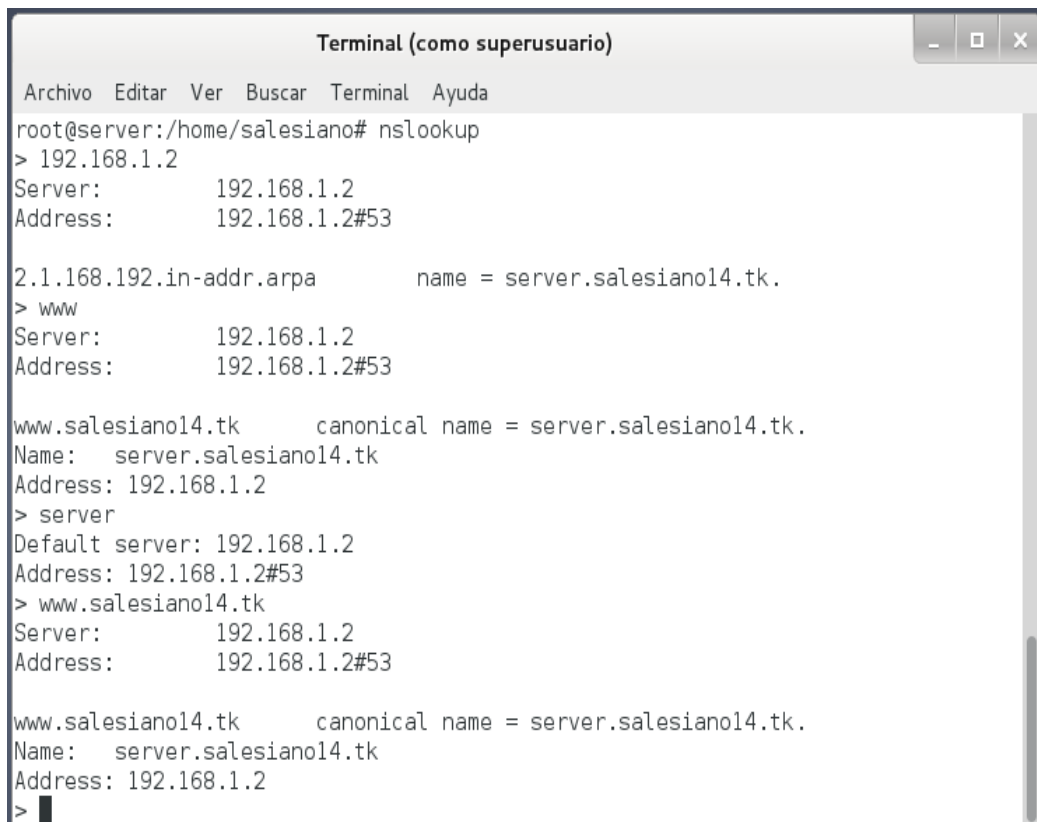 Terminal (como superusuario)
Archivo Editar Ver Buscar Terminal Ayuda
root@server:/home/salesiano# nslookup
> 192.168.1.2
Server: 192.168.1.2
Address: 192.168.1.2#53
2.1.168.192.in-addr.arpa name = server.salesiano14.tk.
> www
Server: 192.168.1.2
Address: 192.168.1.2#53
www.salesiano14.tk canonical name = server.salesiano14.tk.
Name: server.salesiano14.tk
Address: 192.168.1.2
> server
Default server: 192.168.1.2
Address: 192.168.1.2#53
> www.salesiano14.tk
Server: 192.168.1.2
Address: 192.168.1.2#53
www.salesiano14.tk canonical name = server.salesiano14.tk.
Name: server.salesiano14.tk
Address: 192.168.1.2
>